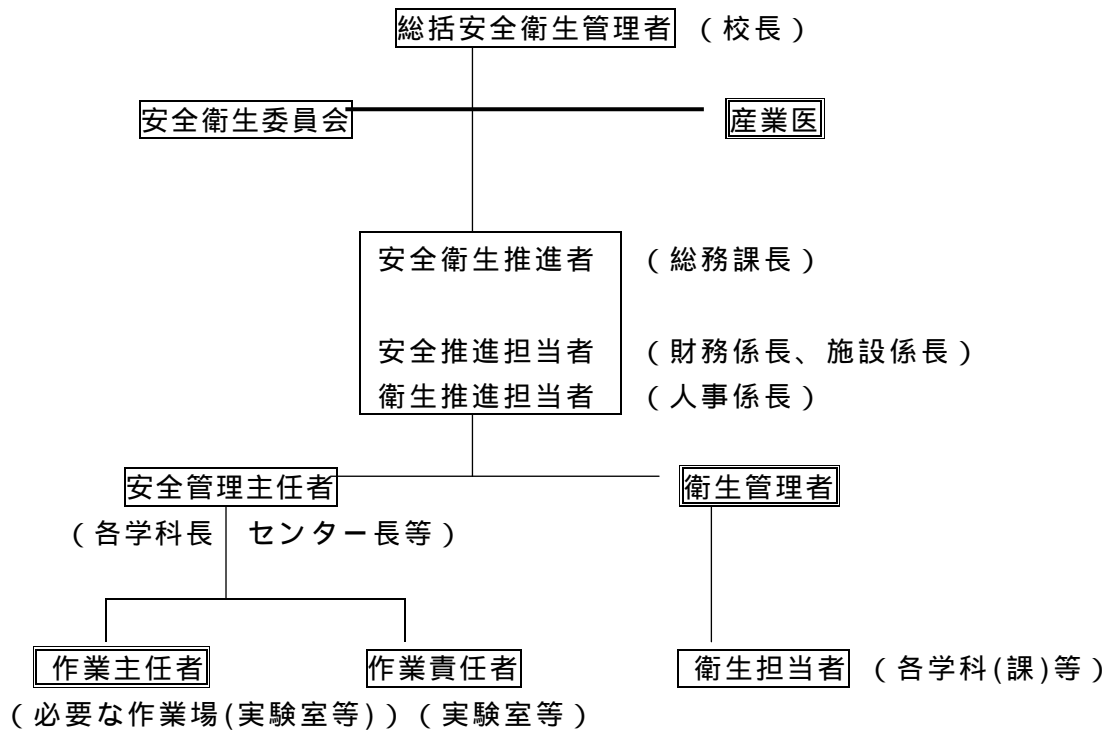 総括安全衛生管理者 (校長)
安全衛生委員会 産業医
安全衛生推進者 (総務課長)
安全推進担当者 (財務係長、施設係長)
衛生推進担当者 (人事係長)
安全管理主任者 衛生管理者
(各学科長 センター長等)
作業主任者 作業責任者 衛生担当者 (各学科(課)等)
(必要な作業場(実験室等)) (実験室等)